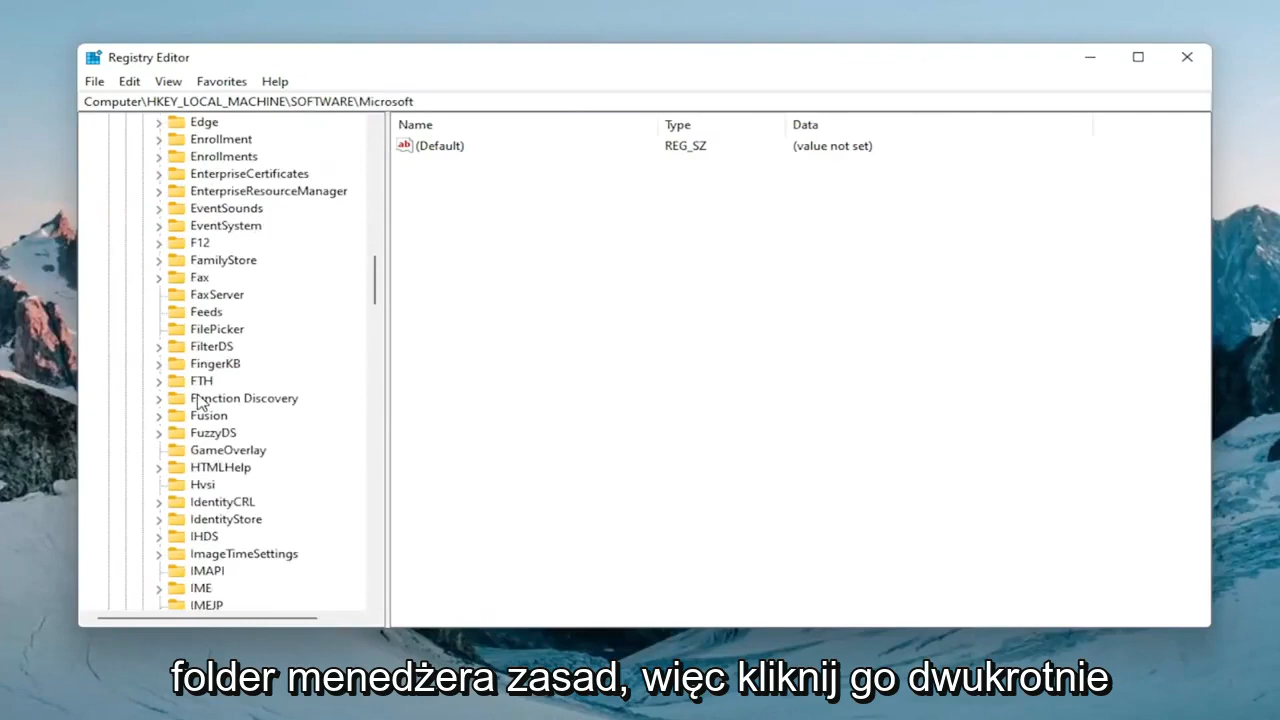 Registry Editor
File Edit View Favorites Help
Computer\HKEY_LOCAL_MACHINE\SOFTWARE\Microsoft
Name Type Data
ab (Default) REG_SZ (value not set)
Edge
Enrollment
Enrollments
EnterpriseCertificates
EnterpriseResourceManager
EventSounds
EventSystem
F12
FamilyStore
Fax
FaxServer
Feeds
FilePicker
FilterDS
FingerKB
FTH
Function Discovery
Fusion
FuzzyDS
GameOverlay
HTMLHelp
Hvsi
IdentityCRL
IdentityStore
IHDS
ImageTimeSettings
IMAPI
IME
IMEJP
folder menedżera zasad, więc kliknij go dwukrotnie